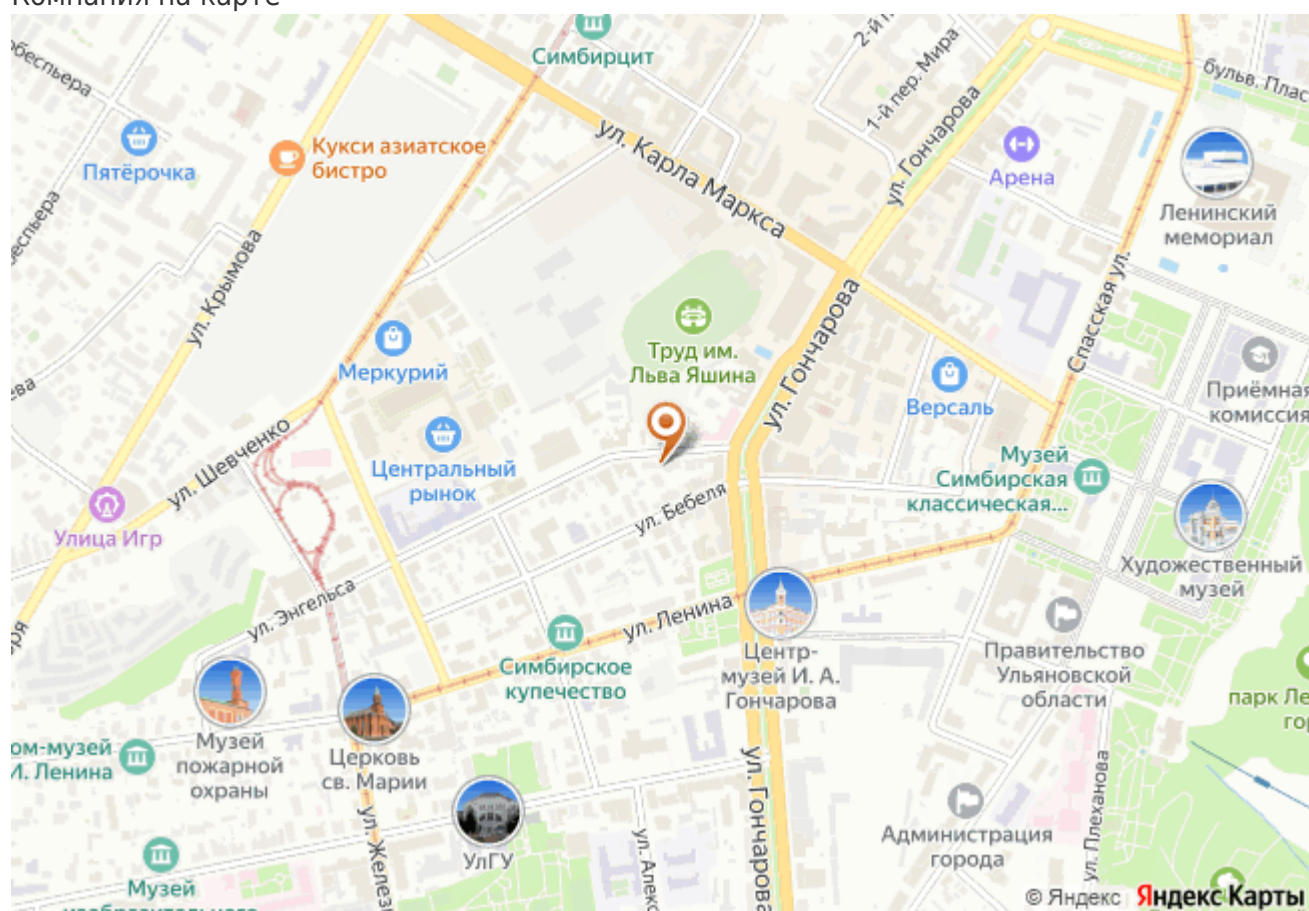 Компания на карте
Симбирцит
1-й пер. Мира
ул. Гончарова
Пятёрочка
Кукси азиатское
бистро
ул. Карла Маркса
Арена
Ленинский
мемориал
ул. Крымова
Спасская ул.
Труд им.
Льва Яшина
ул. Гончарова
Меркурий
Версаль
Приёмная
комиссия
ул. Шевченко
Центральный
рынок
Музей
Симбирская
классическая...
Улица Игр
ул. Бебеля
Художественный
музей
ул. Энгельса
ул. Ленина
Симбирское
купечество
Центр-
музей И. А.
Гончарова
Правительство
Ульяновской
области
Музей
пожарной
охраны
Церковь
св. Марии
УлГУ
ул. Гончарова
Администрация
города
ул. Плеханова
Музей
© Яндекс Яндекс Карты